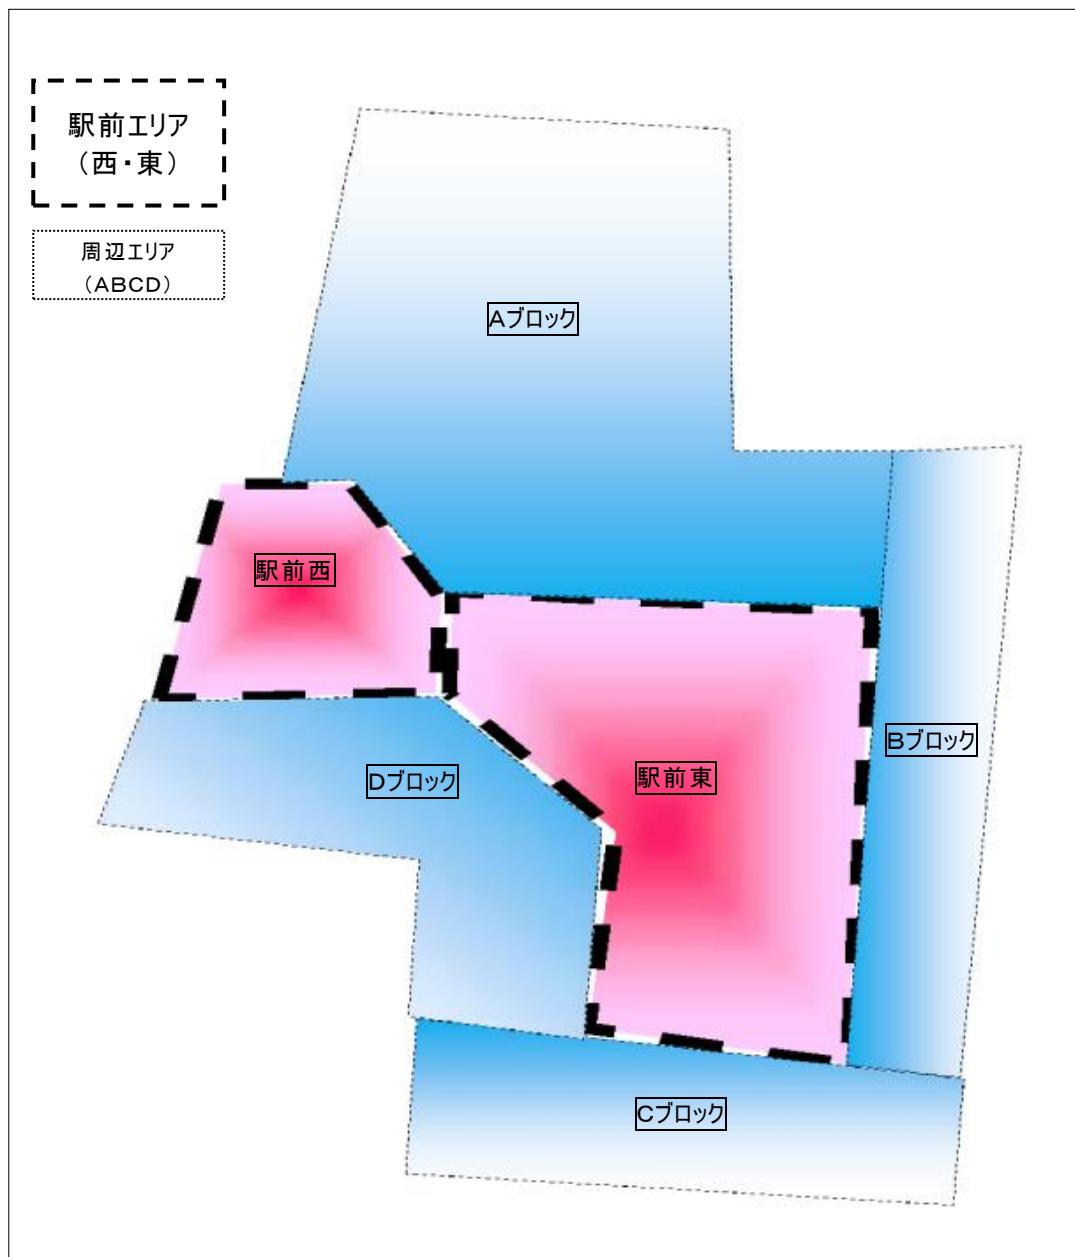 駅前エリア
（西・東）
周辺エリア
（ＡＢＣＤ）
Ａブロック
駅前西
Ｂブロック
駅前東
Ｄブロック
Ｃブロック